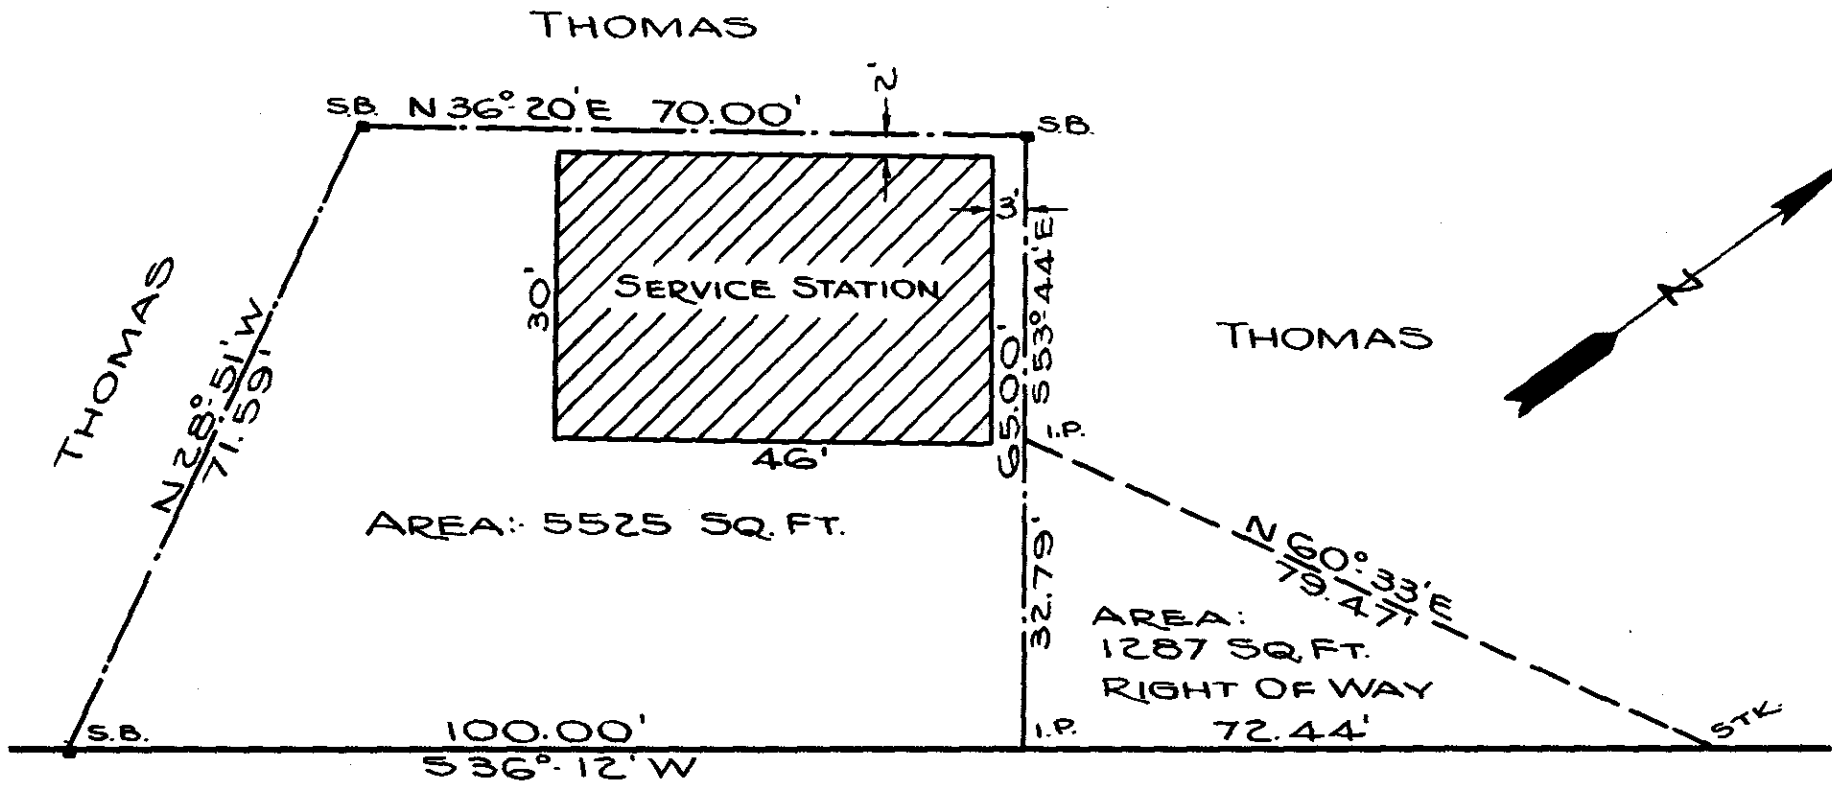 THOMAS
S.B. N 36°-20'E 70.00'
2'
S.B.
3'
THOMAS
N 28°-51'W
71.59'
30'
SERVICE STATION
46'
65.00'
S 53°-44'E
I.P.
THOMAS
N
AREA:- 5525 SQ. FT.
32.79'
N 60°-33'E
79.47'
AREA:
1287 SQ. FT.
RIGHT OF WAY
S.B.
100.00'
I.P.
72.44'
STK.
S 36°-12'W